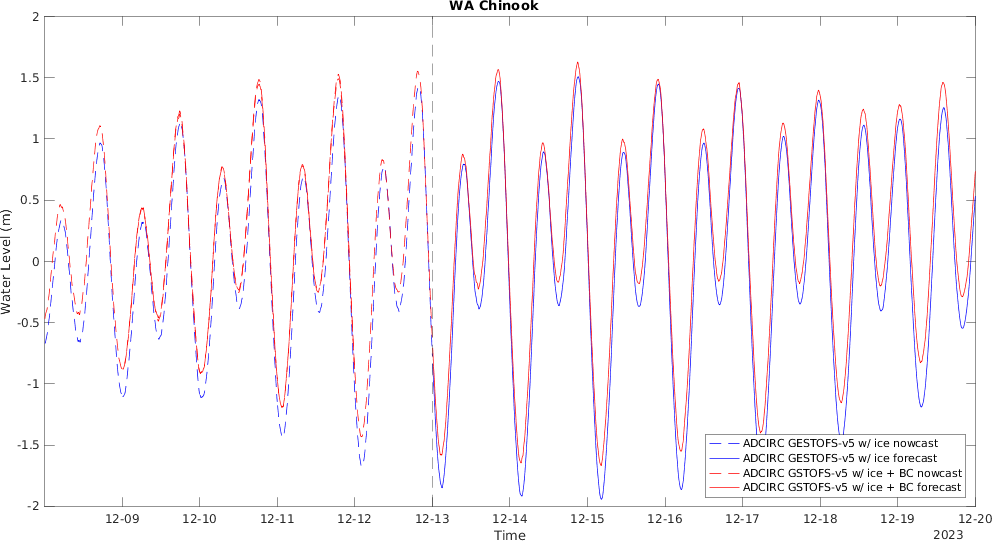 WA Chinook
Water Level (m)
2
1.5
1
0.5
0
-0.5
-1
-1.5
-2
ADCIRC GESTOFS-v5 w/ ice nowcast
ADCIRC GESTOFS-v5 w/ ice forecast
ADCIRC GSTOFS-v5 w/ ice + BC nowcast
ADCIRC GSTOFS-v5 w/ ice + BC forecast
12-09 12-10 12-11 12-12 12-13 12-14 12-15 12-16 12-17 12-18 12-19 12-20
Time
2023